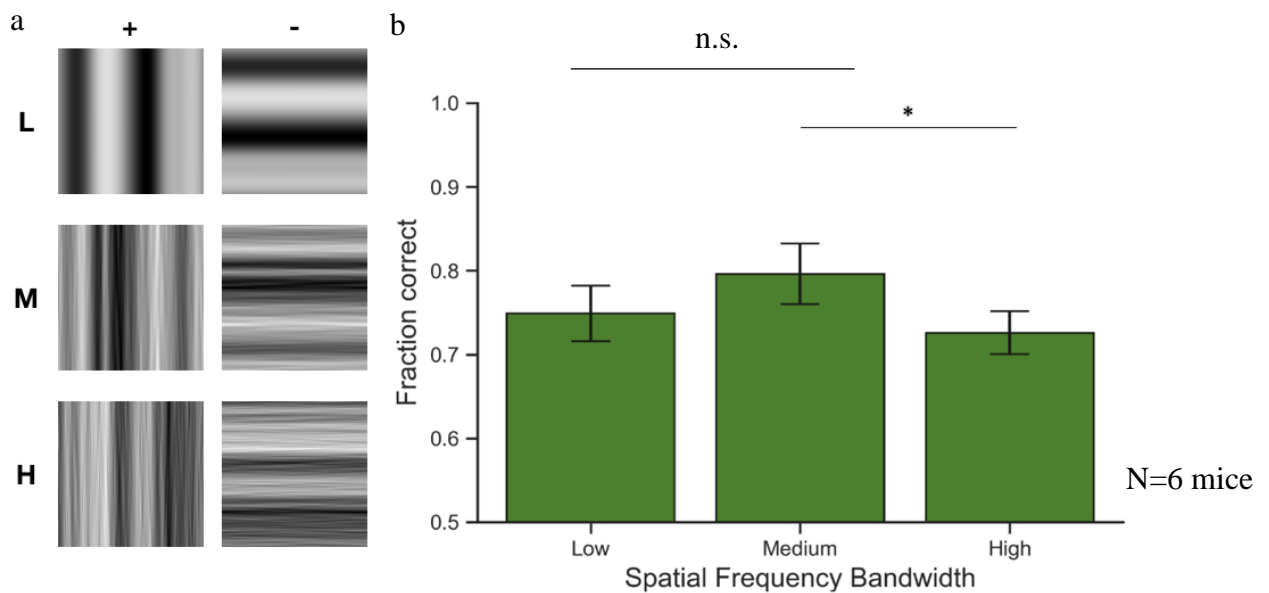 a
+ -
L
M
H
b
n.s.
*
1.0
0.9
0.8
0.7
0.6
0.5
Fraction correct
Low Medium High
Spatial Frequency Bandwidth
N=6 mice